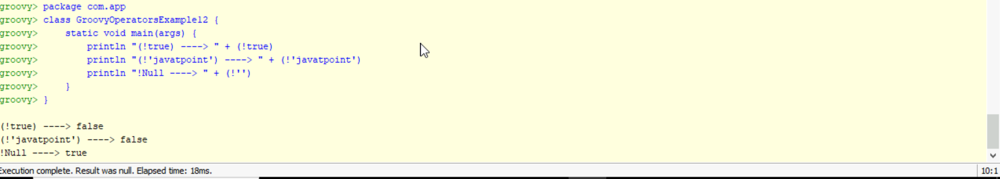 groovy> package com.app
groovy> class GroovyOperatorsExample12 {
groovy>     static void main(args) {
groovy>         println "(!true) ----> " + (!true)
groovy>         println "(!'javatpoint') ----> " + (!'javatpoint')
groovy>         println "!Null ----> " + (!'')
groovy>     }
groovy> }
(!true) ----> false
(!'javatpoint') ----> false
!Null ----> true
Execution complete. Result was null. Elapsed time: 18ms. 10:1